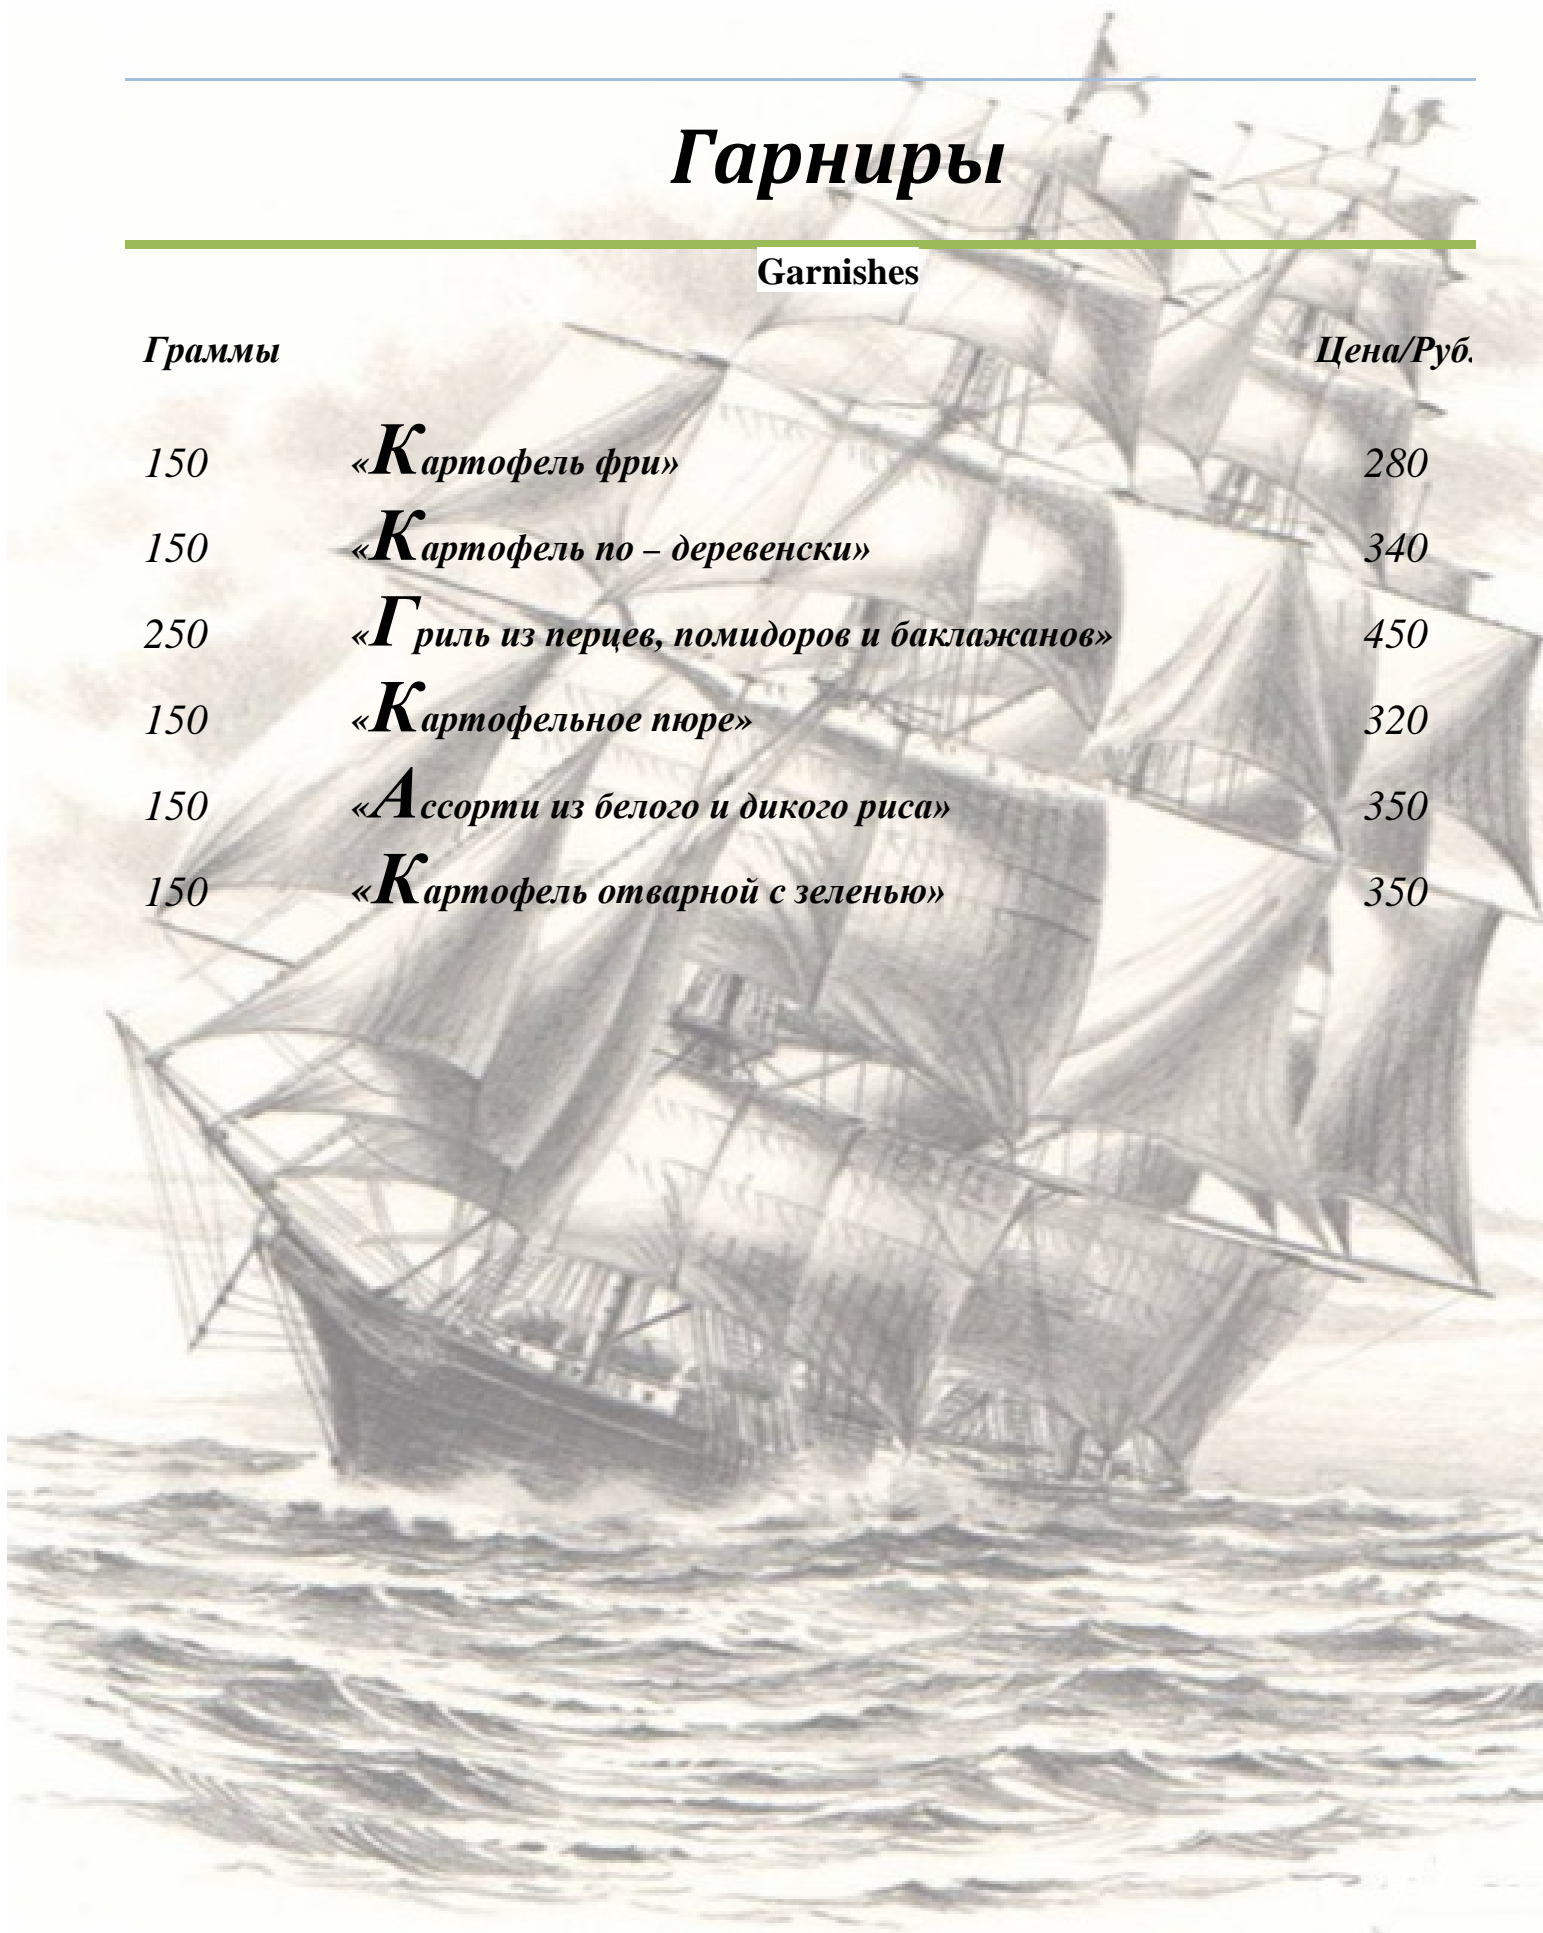 Гарниры
Garnishes
Граммы Цена/Руб.
150 «Картофель фри» 280
150 «Картофель по – деревенски» 340
250 «Гриль из перцев, помидоров и баклажанов» 450
150 «Картофельное пюре» 320
150 «Ассорти из белого и дикого риса» 350
150 «Картофель отварной с зеленью» 350